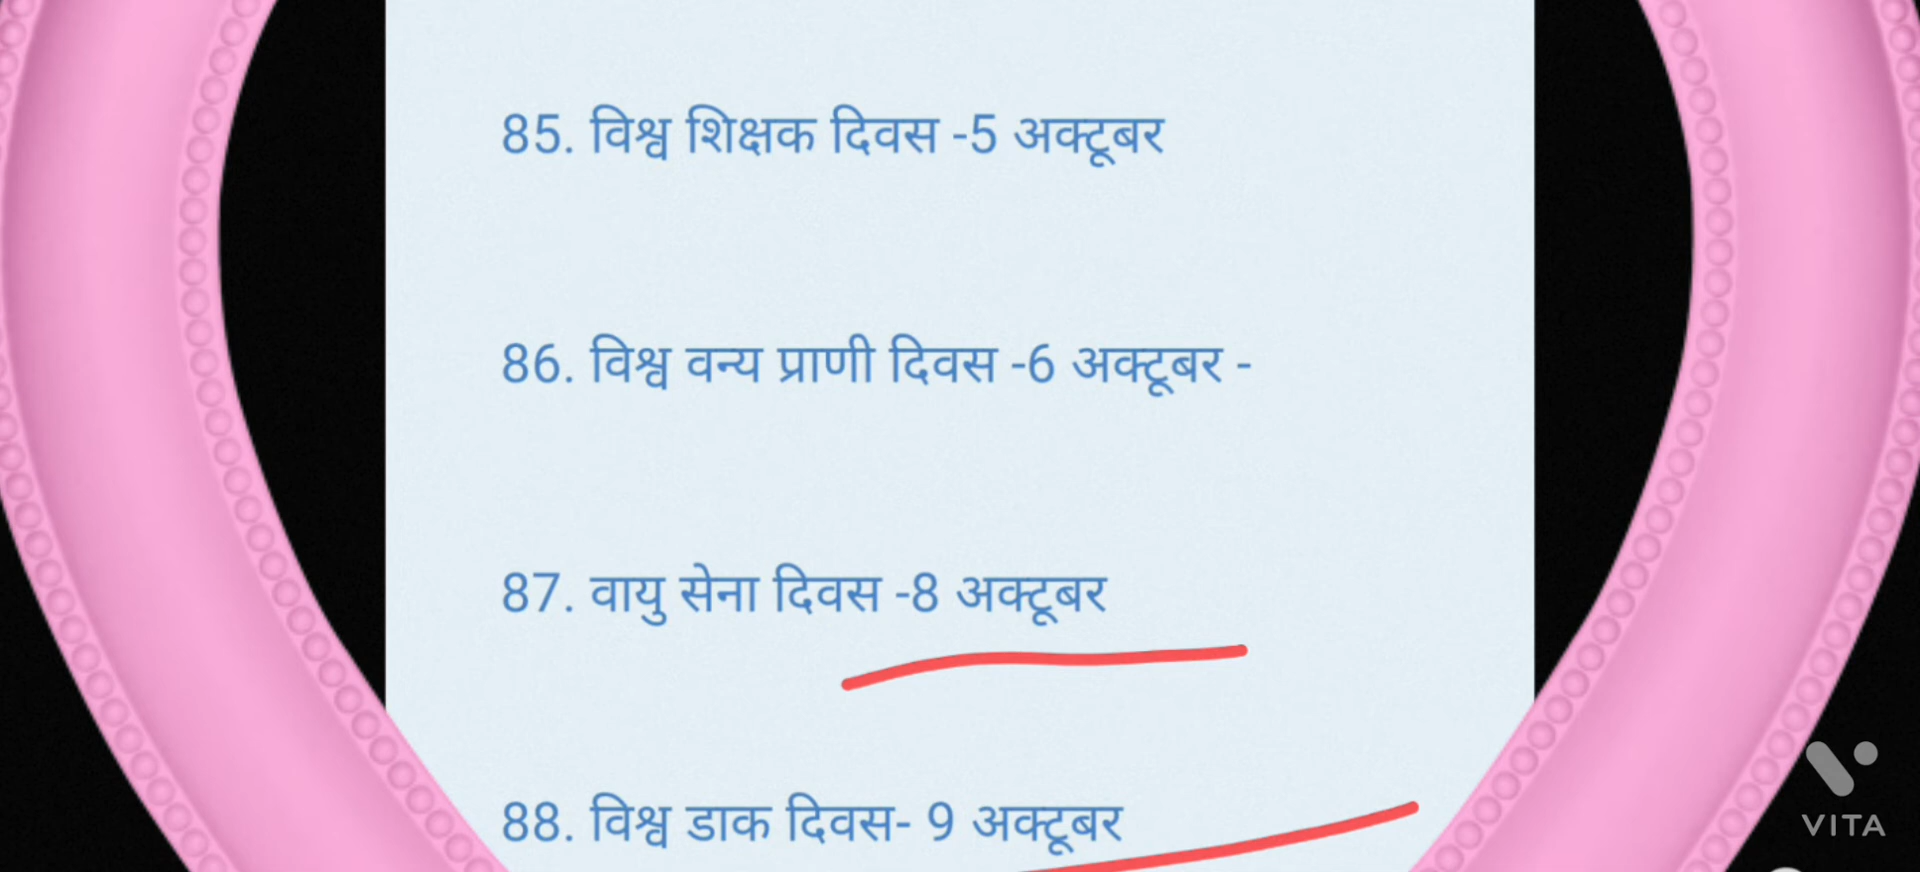 85. विश्व शिक्षक दिवस -5 अक्टूबर
86. विश्व वन्य प्राणी दिवस -6 अक्टूबर -
87. वायु सेना दिवस -8 अक्टूबर
88. विश्व डाक दिवस- 9 अक्टूबर
VITA